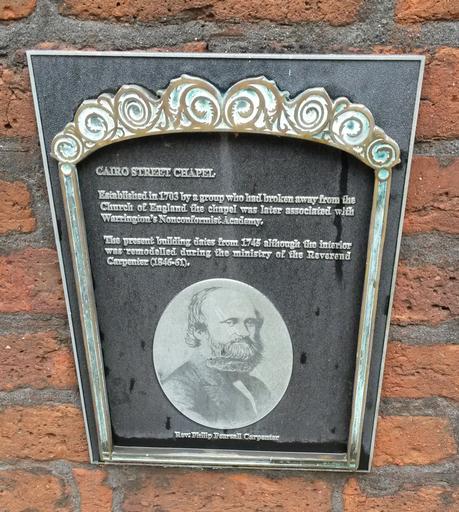 CAIRO STREET CHAPEL
Established in 1703 by a group who had broken away from the
Church of England the chapel was later associated with
Warrington's Nonconformist Academy.
The present building dates from 1745 although the interior
was remodelled during the ministry of the Reverend
Carpenter (1846-61).
Rev: Philip Pearsall Carpenter